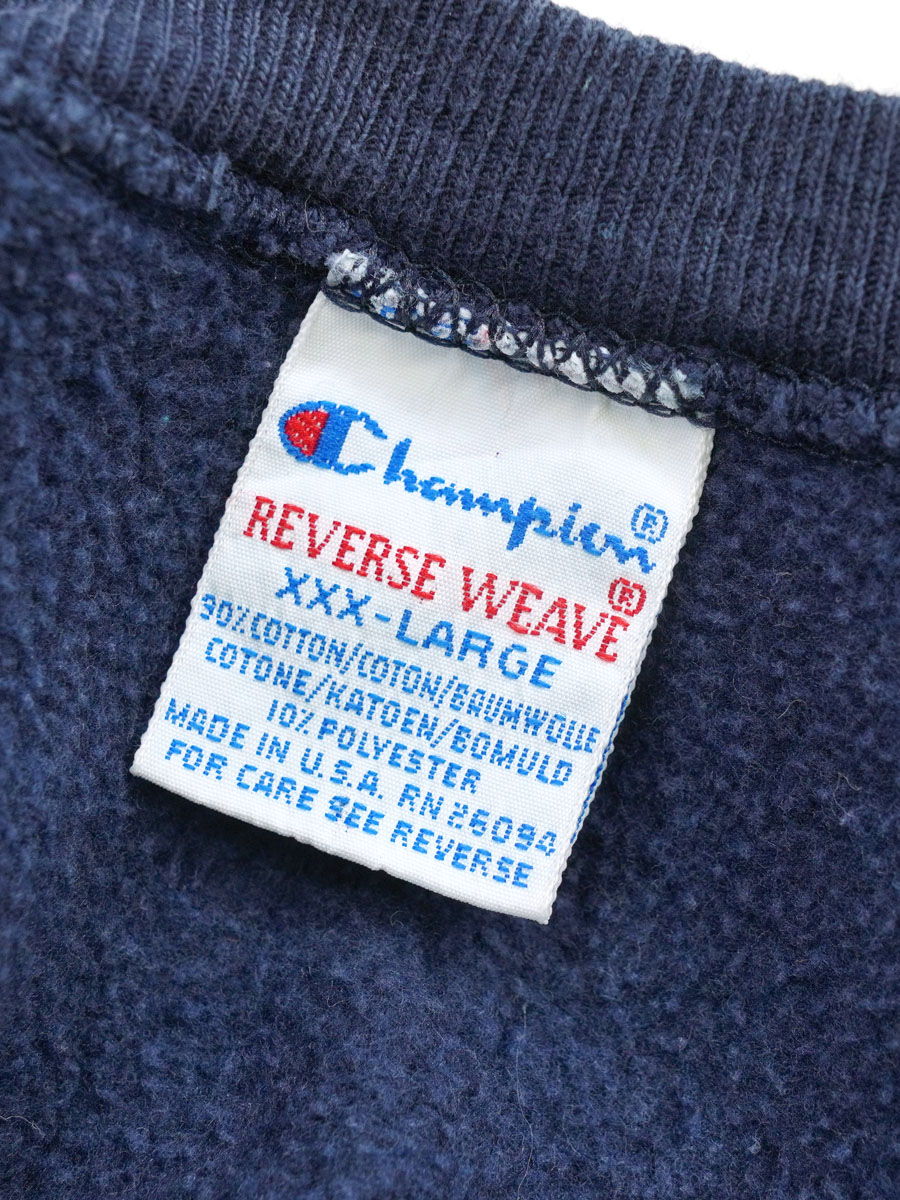 Champion®
REVERSE WEAVE®
XXX-LARGE
90% COTTON/COTON/BAUMWOLLE
COTONE/KATOEN/BOMULD
10% POLYESTER
MADE IN U.S.A. RN 26094
FOR CARE SEE REVERSE